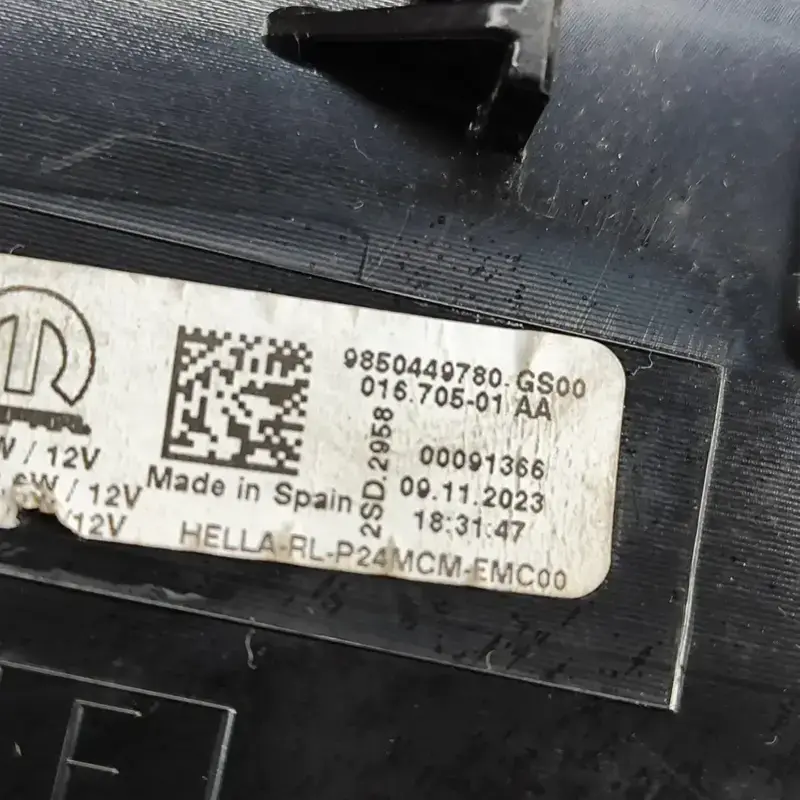 9850449780.GS00
016.705-01 AA
2SD.2958
00091366
09.11.2023
18:31:47
W / 12V
6W / 12V
/12V
Made in Spain
HELLA-RL-P24MCM-EMC00
E